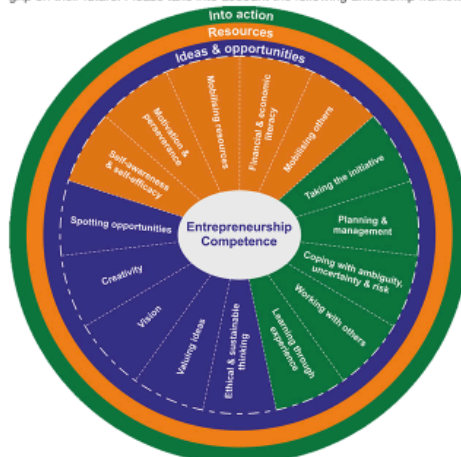 Into action
Resources
Ideas & opportunities
Self-awareness
& self-efficacy
Motivation &
perseverance
Mobilising resources
Financial & economic
literacy
Mobilising others
Taking the initiative
Planning &
management
Coping with ambiguity,
uncertainty & risk
Working with others
Learning through
experience
Ethical & sustainable
thinking
Valuing ideas
Vision
Creativity
Spotting opportunities
Entrepreneurship
Competence